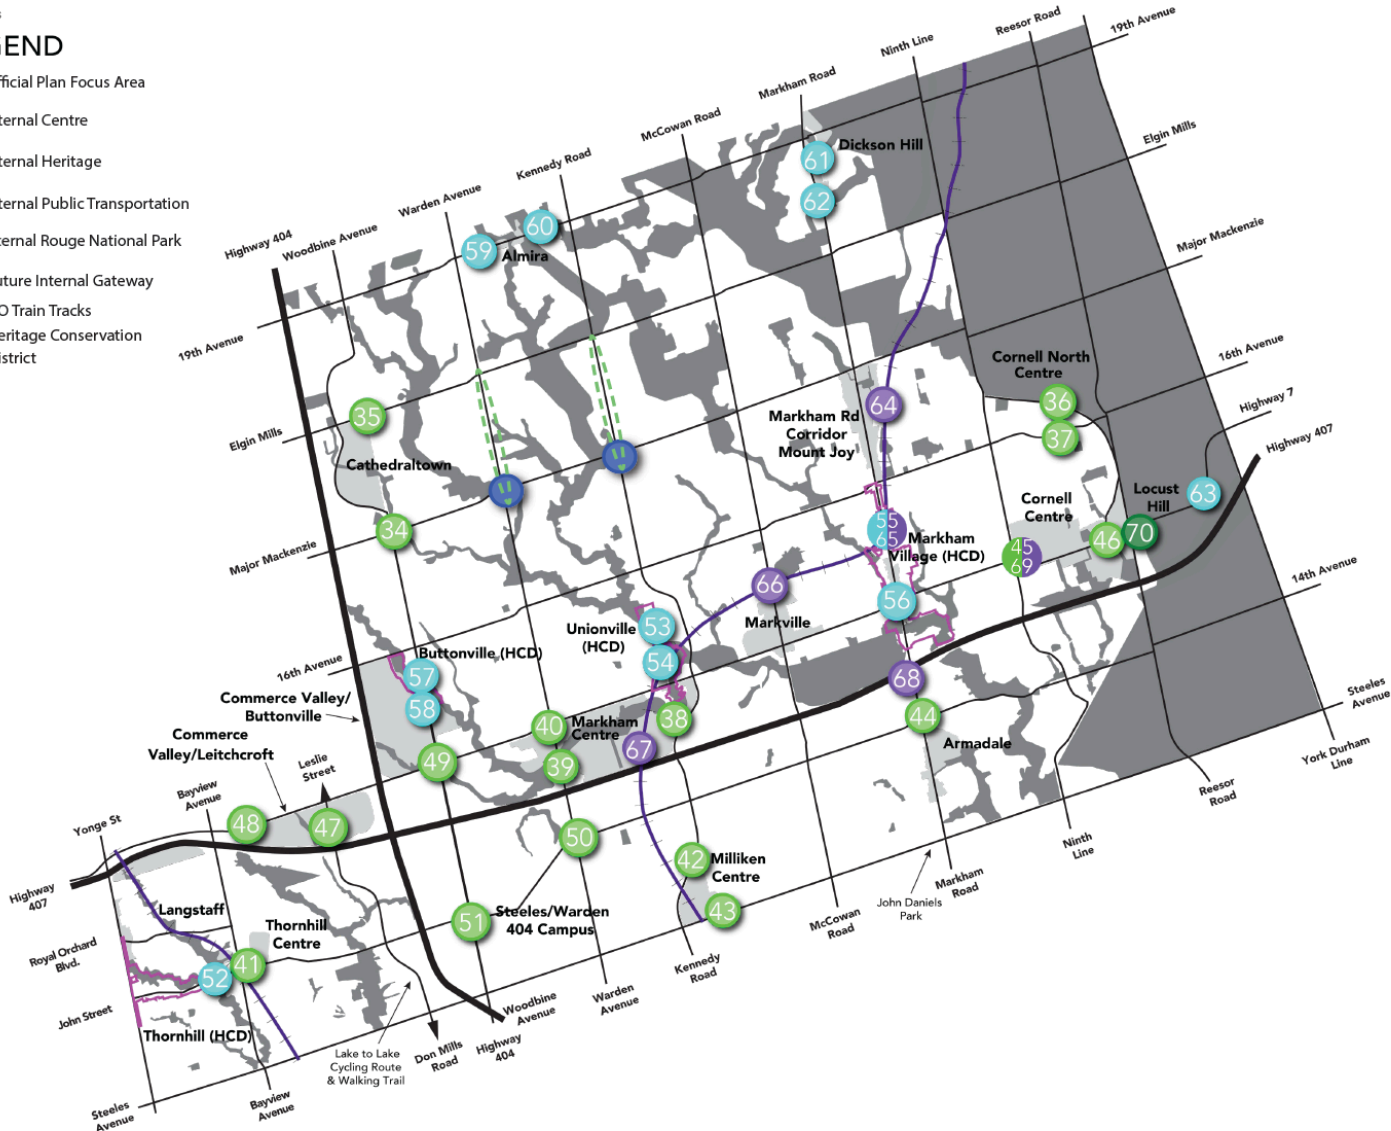 GEND
fficial Plan Focus Area
ternal Centre
ternal Heritage
ternal Public Transportation
ternal Rouge National Park
uture Internal Gateway
O Train Tracks
eritage Conservation
istrict
Reesor Road
19th Avenue
Ninth Line
Markham Road
McCowan Road
Kennedy Road
Warden Avenue
Woodbine Avenue
Highway 404
Elgin Mills
Major Mackenzie
16th Avenue
Highway 7
Highway 407
14th Avenue
Steeles
Avenue
York Durham
Line
61
Dickson Hill
62
60
59
Almira
19th Avenue
Cornell North
Centre
36
37
64
Markham Rd
Corridor
Mount Joy
35
Elgin Mills
Cathedraltown
34
Major Mackenzie
Cornell
Centre
Locust
Hill
63
70
46
45
69
55
65
Markham
Village (HCD)
56
66
Markville
Unionville
(HCD)
53
54
Buttonville (HCD)
57
58
16th Avenue
Commerce Valley/
Buttonville
68
44
Armadale
40
Markham
Centre
38
67
39
49
Commerce
Valley/Leitchcroft
Leslie
Street
Bayview
Avenue
Yonge St
48
47
50
Highway
407
42
Milliken
Centre
43
51
Steeles/Warden
404 Campus
Langstaff
Thornhill
Centre
Royal Orchard
Blvd.
41
52
John Street
Thornhill (HCD)
Steeles
Avenue
Bayview
Avenue
Lake to Lake
Cycling Route
& Walking Trail
Don Mills
Road
Highway
404
Woodbine
Avenue
Warden
Avenue
Kennedy
Road
McCowan
Road
John Daniels
Park
Markham
Road
Ninth
Line
Reesor
Road